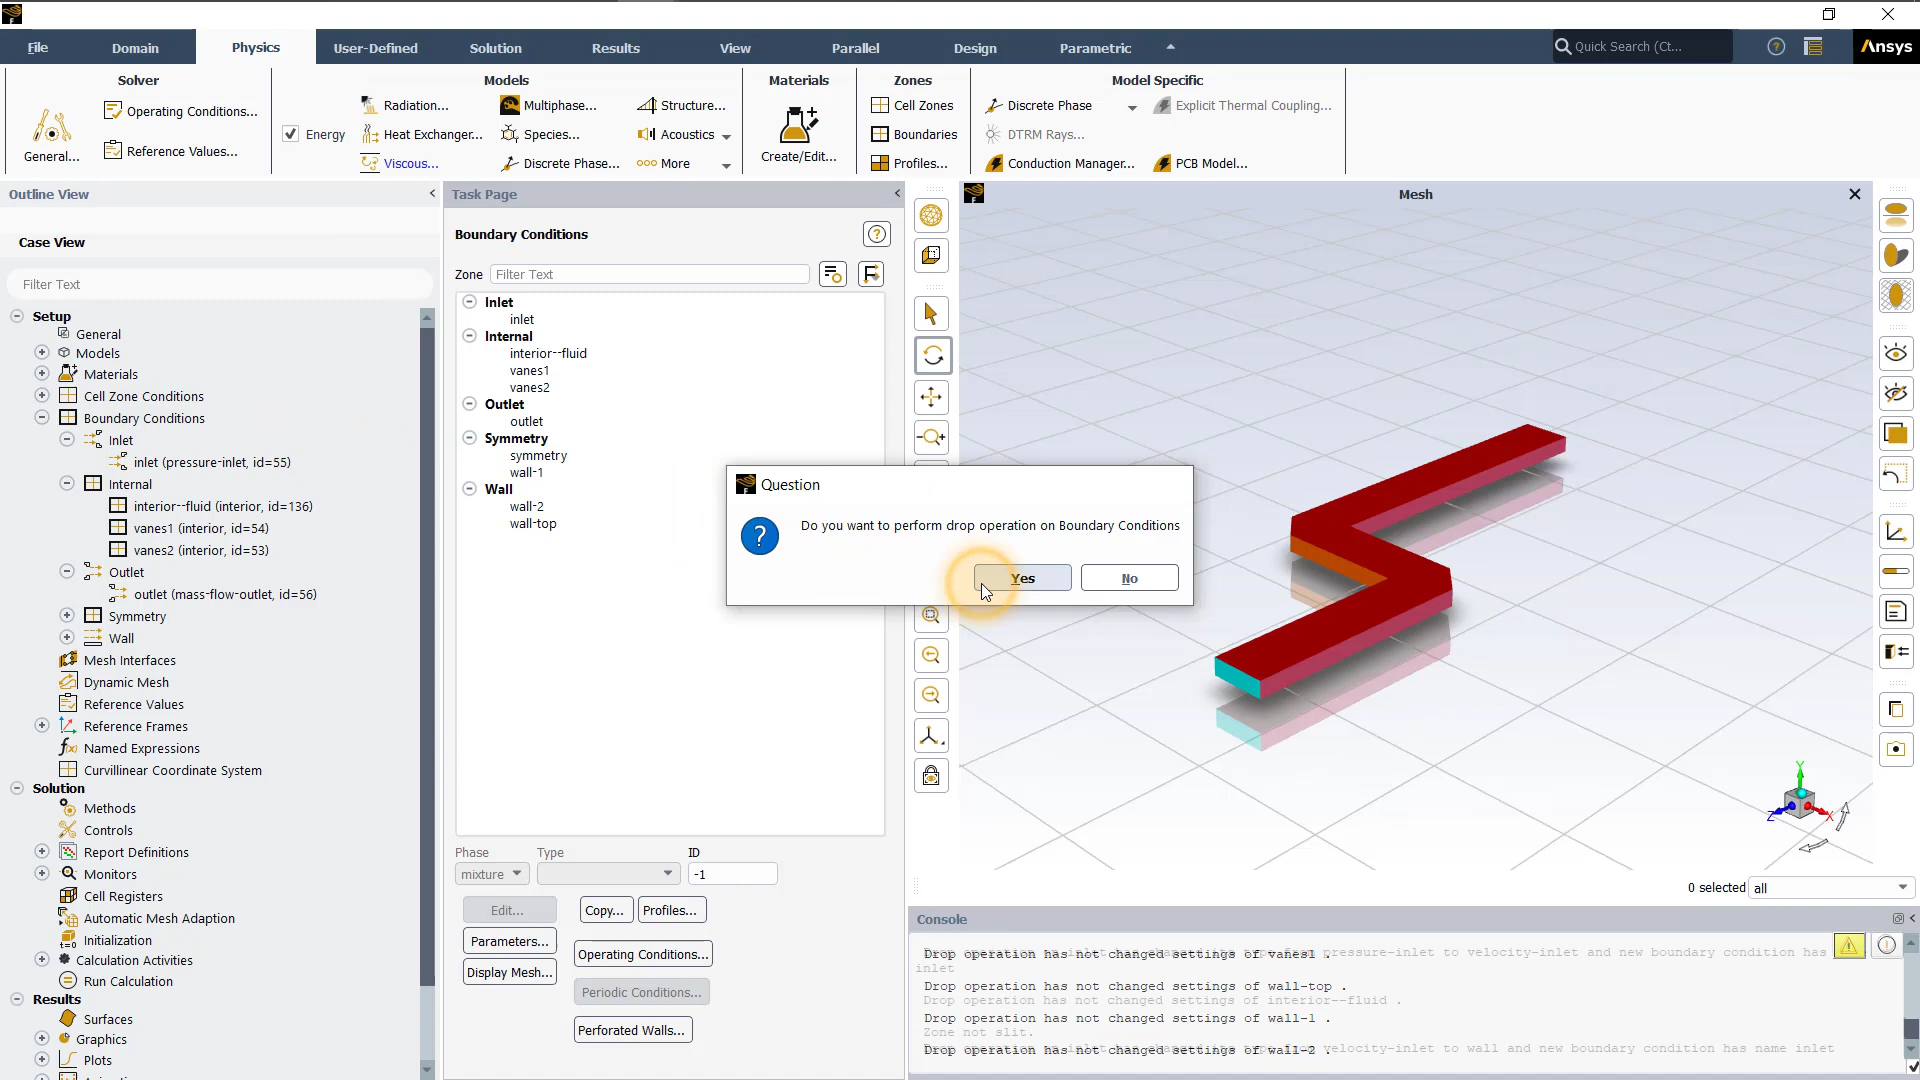 File
Domain
Physics
User-Defined
Solution
Results
View
Parallel
Design
Parametric
Quick Search (Ct...
Ansys
Solver
General...
Operating Conditions...
Reference Values...
Models
Energy
Radiation...
Heat Exchanger...
Viscous...
Multiphase...
Species...
Discrete Phase...
Structure...
Acoustics
More
Materials
Create/Edit...
Zones
Cell Zones
Boundaries
Profiles...
Model Specific
Discrete Phase
DTRM Rays...
Conduction Manager...
Explicit Thermal Coupling...
PCB Model...
Outline View
Case View
Filter Text
Setup
General
Models
Materials
Cell Zone Conditions
Boundary Conditions
Inlet
inlet (pressure-inlet, id=55)
Internal
interior--fluid (interior, id=136)
vanes1 (interior, id=54)
vanes2 (interior, id=53)
Outlet
outlet (mass-flow-outlet, id=56)
Symmetry
Wall
Mesh Interfaces
Dynamic Mesh
Reference Values
Reference Frames
Named Expressions
Curvillinear Coordinate System
Solution
Methods
Controls
Report Definitions
Monitors
Cell Registers
Automatic Mesh Adaption
Initialization
Calculation Activities
Run Calculation
Results
Surfaces
Graphics
Plots
Task Page
Boundary Conditions
Zone
Filter Text
Inlet
inlet
Internal
interior--fluid
vanes1
vanes2
Outlet
outlet
Symmetry
symmetry
wall-1
Wall
wall-2
wall-top
Phase
Type
ID
mixture
-1
Edit...
Copy...
Profiles...
Parameters...
Operating Conditions...
Display Mesh...
Periodic Conditions...
Perforated Walls...
Question
Do you want to perform drop operation on Boundary Conditions
Yes
No
Mesh
Y
Z
X
0 selected
all
Console
Drop operation has not changed settings of vanes1 .
inlet
Drop operation has not changed settings of wall-top .
Drop operation has not changed settings of interior--fluid .
Drop operation has not changed settings of wall-1 .
Zone not slit.
Drop operation has not changed settings of wall-2 .